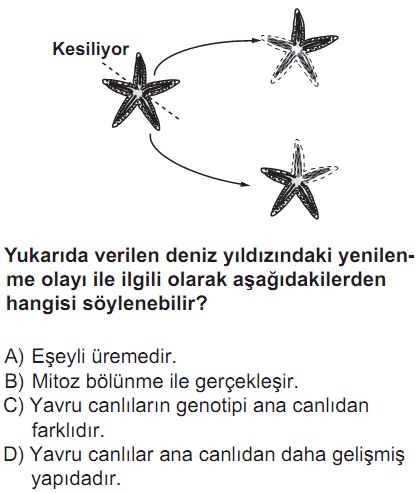 Kesiliyor
Yukarıda verilen deniz yıldızındaki yenilen-
me olayı ile ilgili olarak aşağıdakilerden
hangisi söylenebilir?
A) Eşeyli üremedir.
B) Mitoz bölünme ile gerçekleşir.
C) Yavru canlıların genotipi ana canlıdan
farklıdır.
D) Yavru canlılar ana canlıdan daha gelişmiş
yapıdadır.